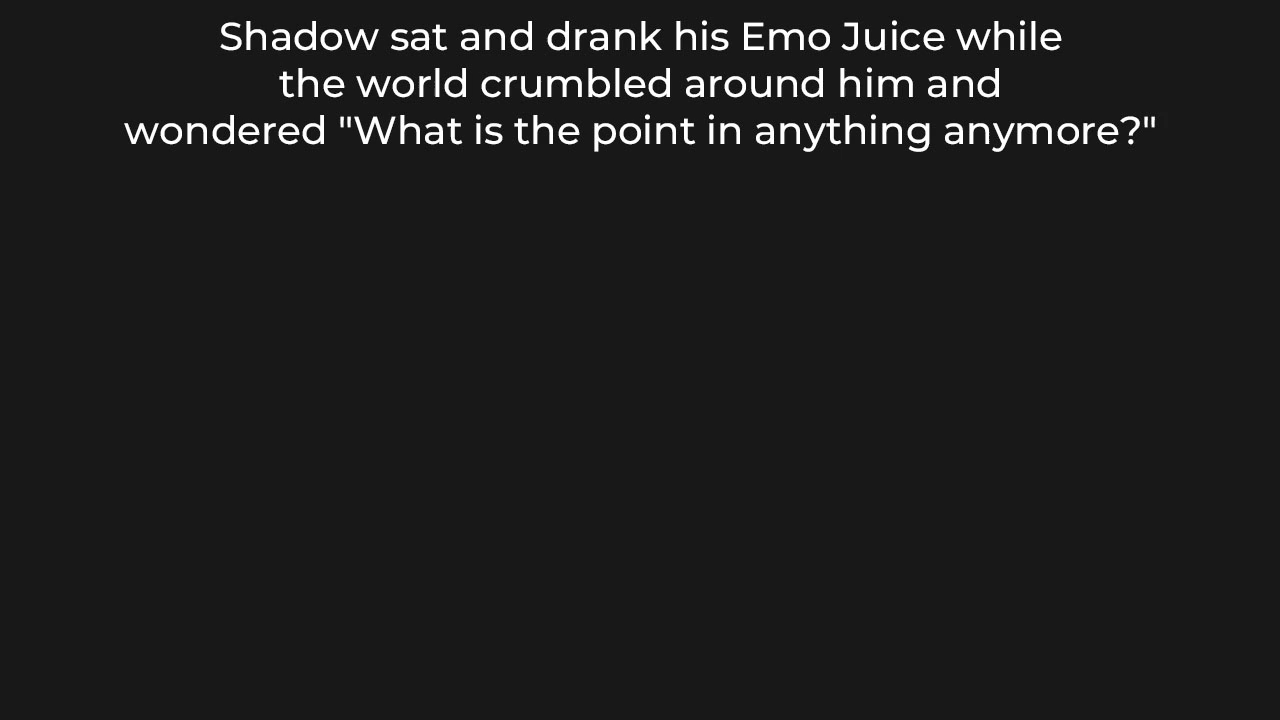 Shadow sat and drank his Emo Juice while
the world crumbled around him and
wondered "What is the point in anything anymore?"